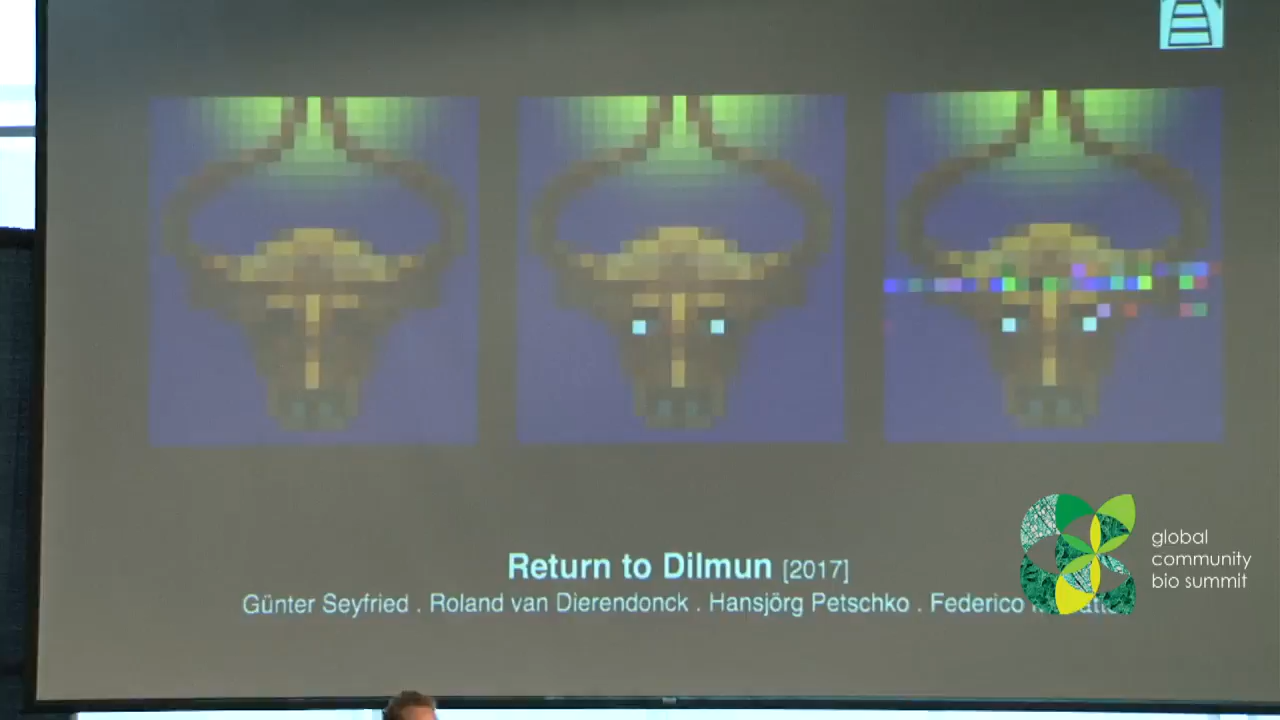 Return to Dilmun [2017]
Günter Seyfried . Roland van Dierendonck . Hansjörg Petschko . Federico
global
community
bio summit